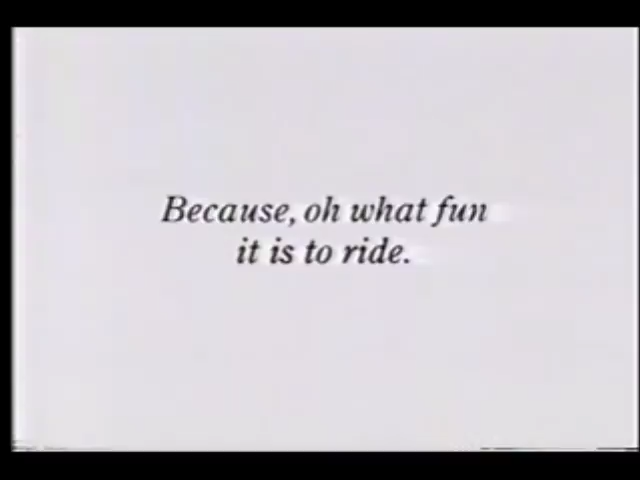 Because, oh what fun
it is to ride.